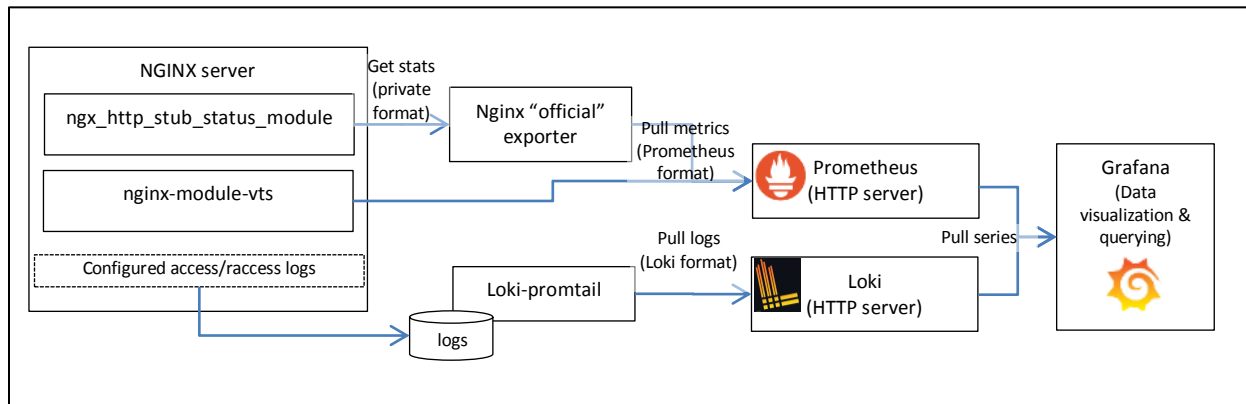 NGINX server
ngx_http_stub_status_module
nginx-module-vts
Configured access/raccess logs
Get stats
(private
format)
Nginx “official”
exporter
Pull metrics
(Prometheus
format)
Prometheus
(HTTP server)
Loki-promtail
logs
Pull logs
(Loki format)
Loki
(HTTP server)
Pull series
Grafana
(Data
visualization &
querying)